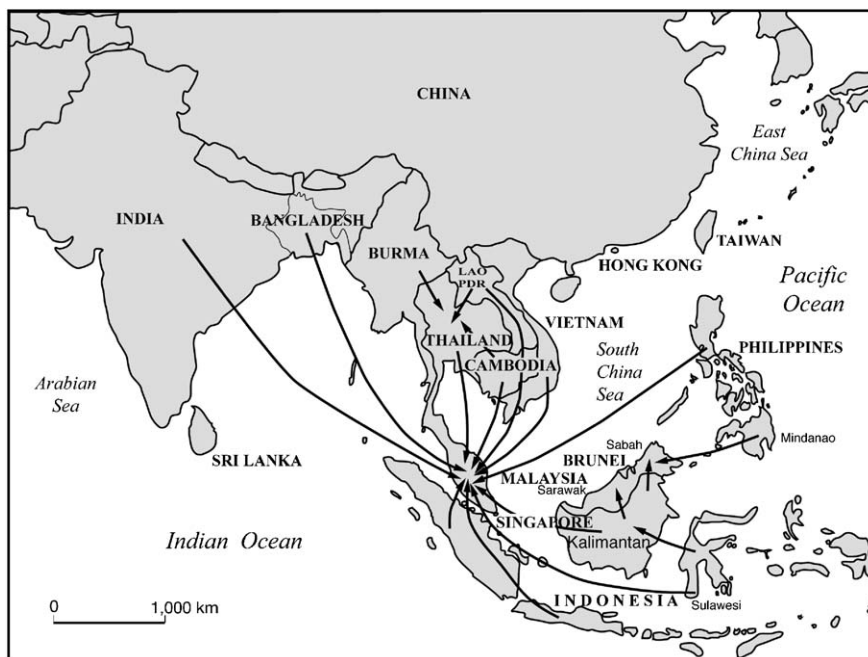 CHINA
East
China Sea
INDIA
BANGLADESH
TAIWAN
BURMA
HONG KONG
LAO
PDR
Pacific
Ocean
VIETNAM
THAILAND
South
China
Sea
PHILIPPINES
CAMBODIA
Arabian
Sea
Mindanao
Sabah
SRI LANKA
BRUNEI
MALAYSIA
Sarawak
SINGAPORE
Indian Ocean
Kalimantan
INDONESIA
Sulawesi
0
1,000 km